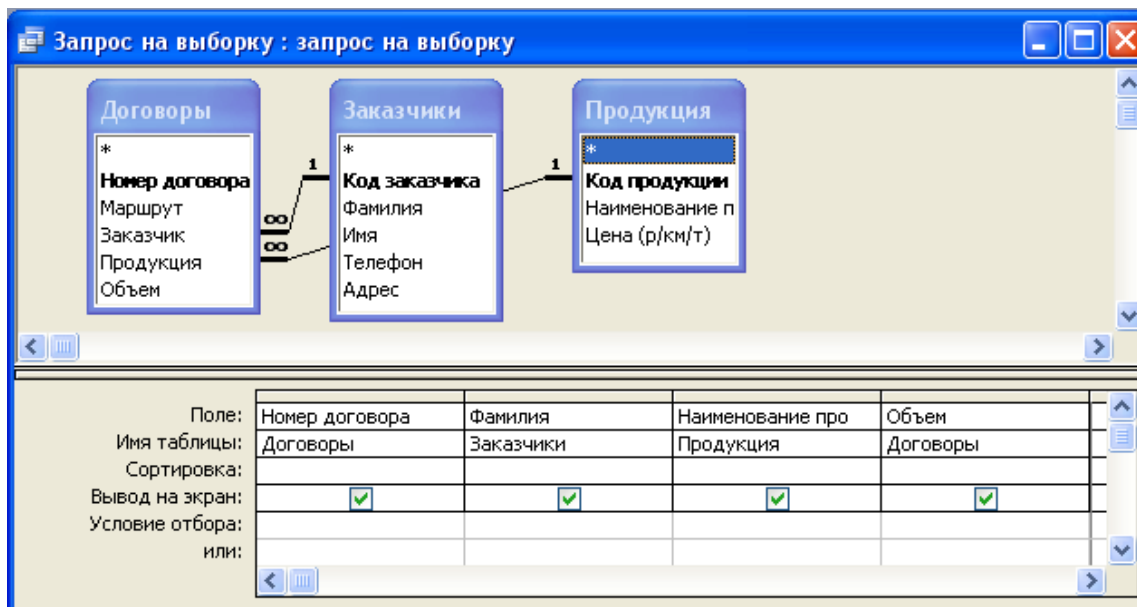 Запрос на выборку : запрос на выборку
Договоры
*
Номер договора
Маршрут
Заказчик
Продукция
Объем
1
∞
∞
Заказчики
*
Код заказчика
Фамилия
Имя
Телефон
Адрес
1
Продукция
*
Код продукции
Наименование п
Цена (р/км/т)
Поле: Номер договора Фамилия Наименование про Объем
Имя таблицы: Договоры Заказчики Продукция Договоры
Сортировка:
Вывод на экран:
Условие отбора:
или: